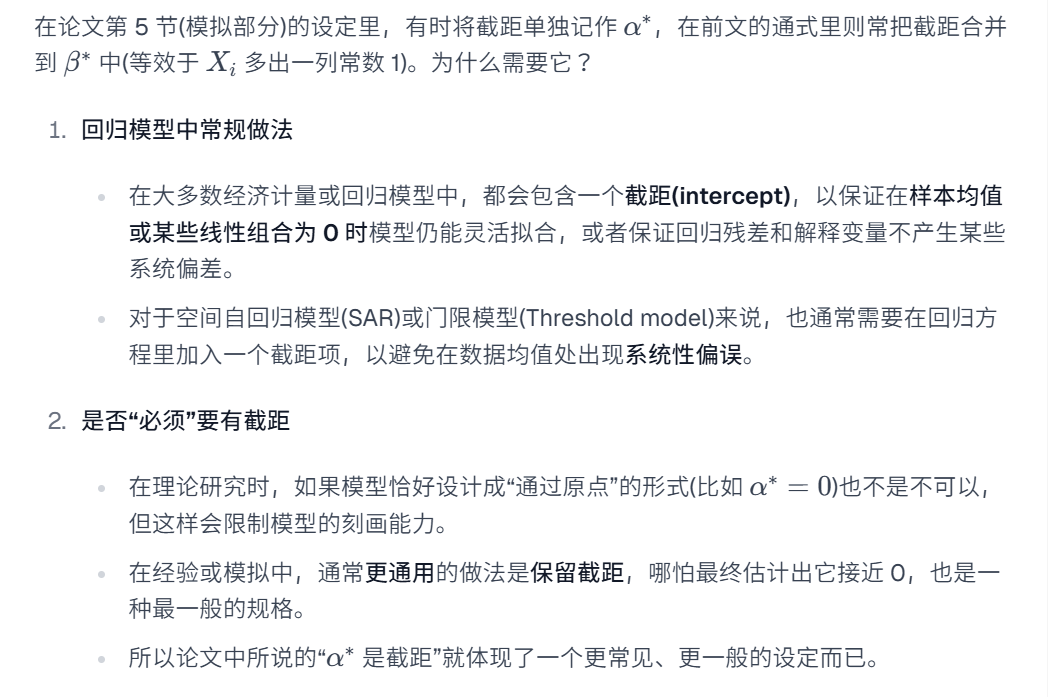 在论文第 5 节(模拟部分)的设定里，有时将截距单独记作 α*，在前文的通式里则常把截距合并
到 β* 中(等效于 Xᵢ 多出一列常数 1)。为什么需要它？
1. 回归模型中常规做法
在大多数经济计量或回归模型中，都会包含一个截距(intercept)，以保证在样本均值
或某些线性组合为 0 时模型仍能灵活拟合，或者保证回归残差和解释变量不产生某些
系统偏差。
对于空间自回归模型(SAR)或门限模型(Threshold model)来说，也通常需要在回归方
程里加入一个截距项，以避免在数据均值处出现系统性偏误。
2. 是否“必须”要有截距
在理论研究时，如果模型恰好设计成“通过原点”的形式(比如 α* = 0)也不是不可以，
但这样会限制模型的刻画能力。
在经验或模拟中，通常更通用的做法是保留截距，哪怕最终估计出它接近 0，也是一
种最一般的规格。
所以论文中所说的“α* 是截距”就体现了一个更常见、更一般的设定而已。